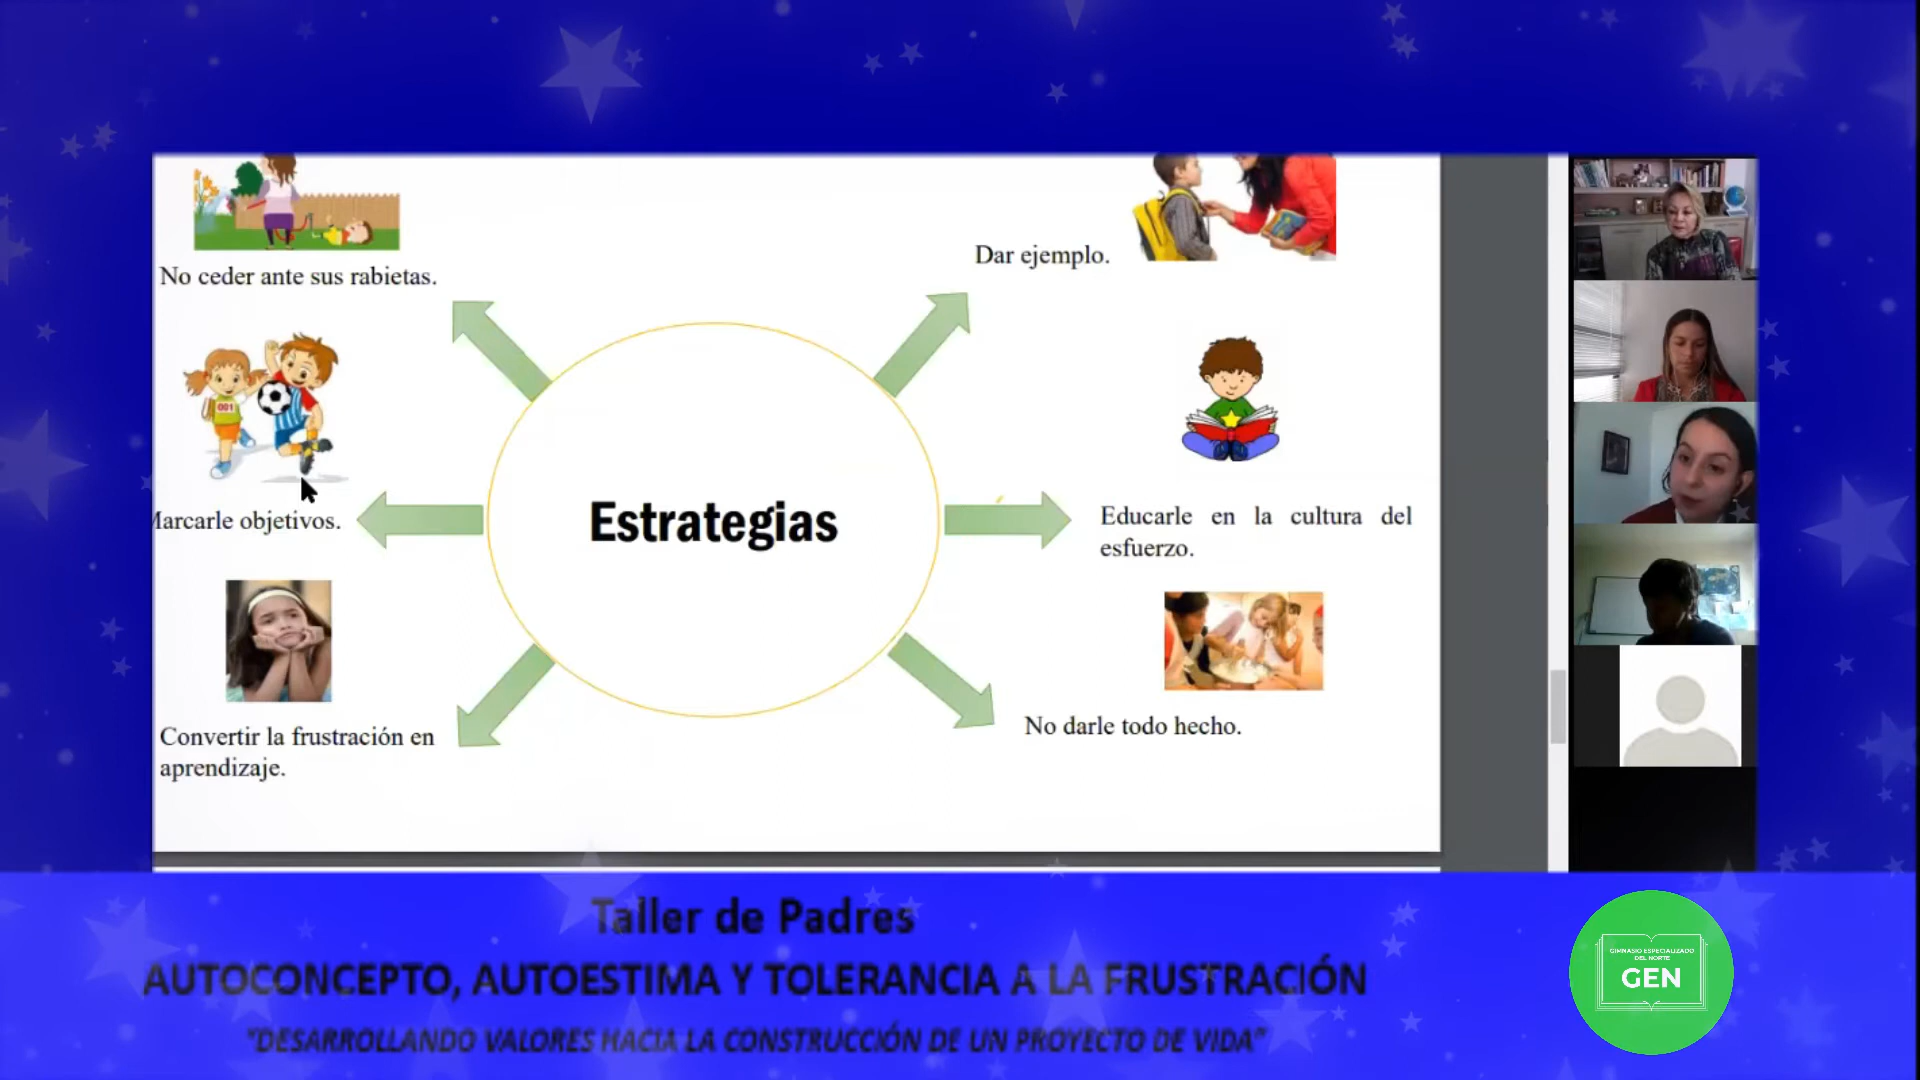 No ceder ante sus rabietas.
Dar ejemplo.
001
Estrategias
Marcarle objetivos.
Educarle en la cultura del
esfuerzo.
Convertir la frustración en
aprendizaje.
No darle todo hecho.
Taller de Padres
AUTOCONCEPTO, AUTOESTIMA Y TOLERANCIA A LA FRUSTRACIÓN
"DESARROLLANDO VALORES HACIA LA CONSTRUCCIÓN DE UN PROYECTO DE VIDA"
GIMNASIO ESPECIALIZADO
DEL NORTE
GEN